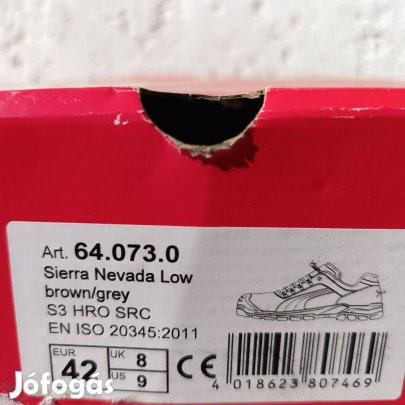 Art. 64.073.0
Sierra Nevada Low
brown/grey
S3 HRO SRC
EN ISO 20345:2011
EUR 42 UK 8 US 9 CE
4 018623 807469
Jófogás